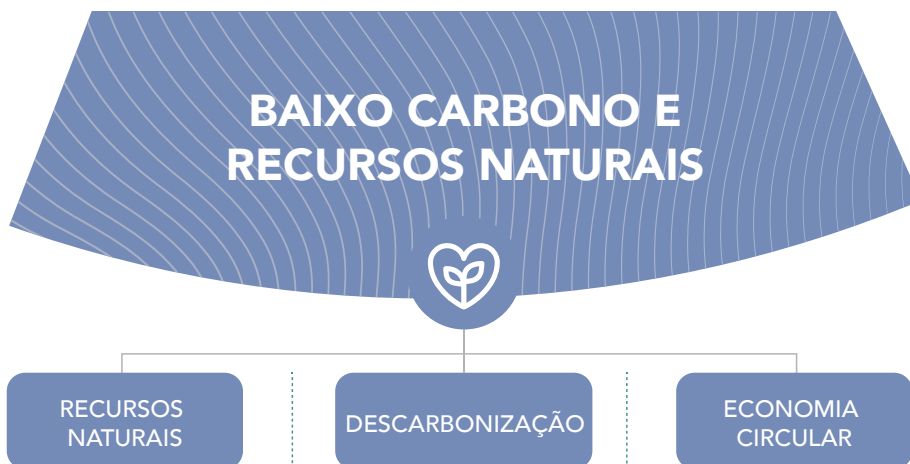 BAIXO CARBONO E
RECURSOS NATURAIS
RECURSOS
NATURAIS
DESCARBONIZAÇÃO
ECONOMIA
CIRCULAR